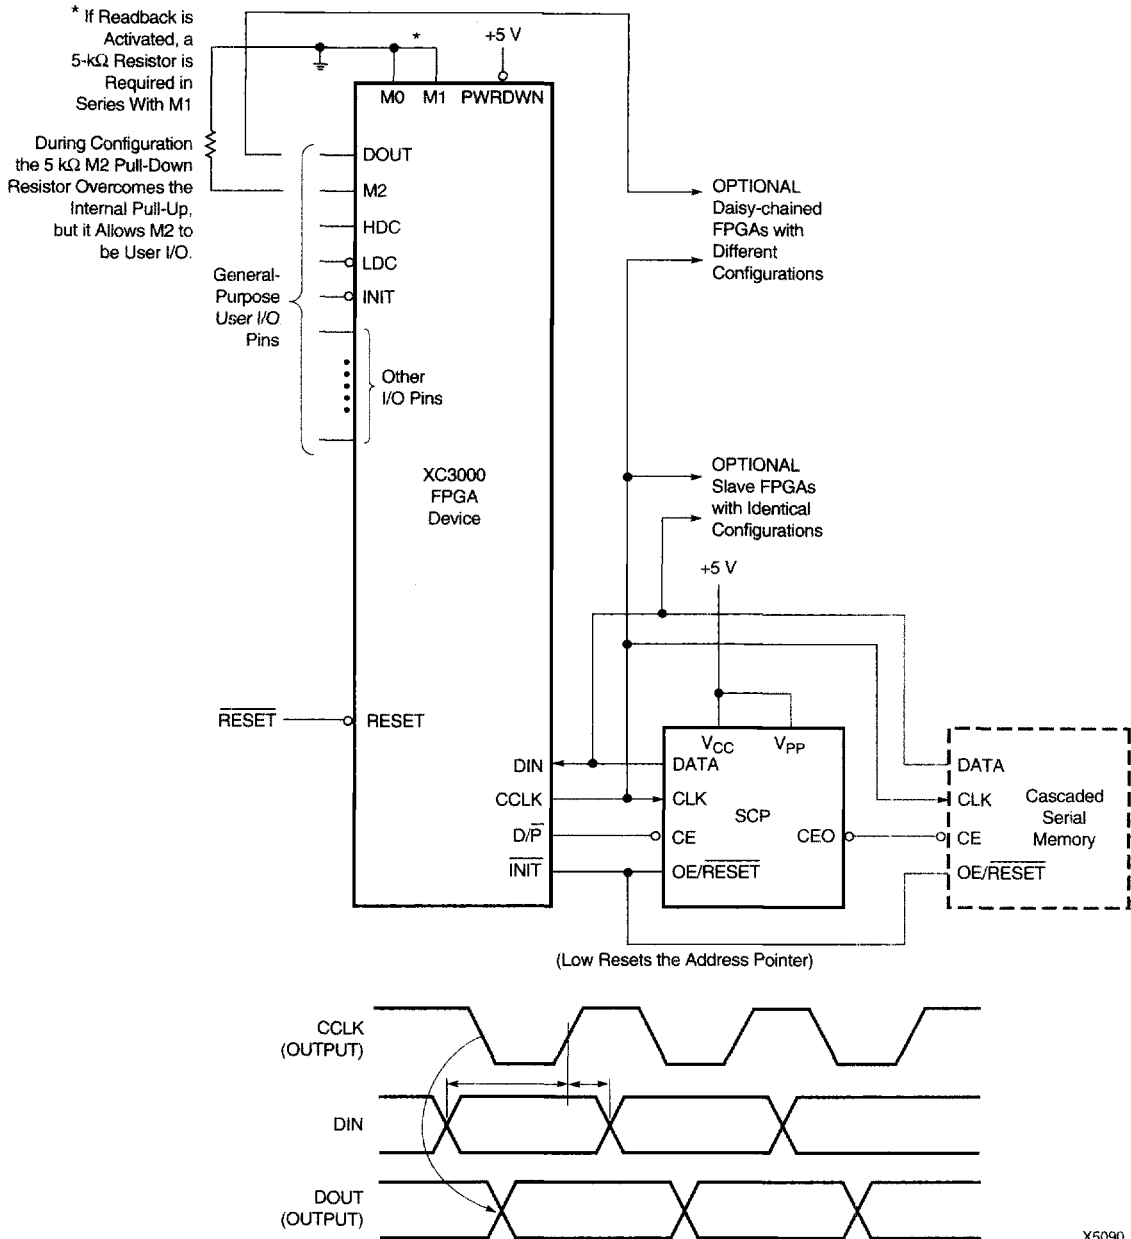 * If Readback is
Activated, a
5-kΩ Resistor is
Required in
Series With M1
During Configuration
the 5 kΩ M2 Pull-Down
Resistor Overcomes the
Internal Pull-Up,
but it Allows M2 to
be User I/O.
*
+5 V
M0 M1 PWRDWN
DOUT
M2
HDC
LDC
INIT
General-
Purpose
User I/O
Pins
Other
I/O Pins
XC3000
FPGA
Device
OPTIONAL
Daisy-chained
FPGAs with
Different
Configurations
OPTIONAL
Slave FPGAs
with Identical
Configurations
+5 V
RESET
RESET
DIN
CCLK
D/P
INIT
VCC VPP
DATA
CLK
SCP
CE
CEO
OE/RESET
DATA
CLK
CE
OE/RESET
Cascaded
Serial
Memory
(Low Resets the Address Pointer)
CCLK
(OUTPUT)
DIN
DOUT
(OUTPUT)
X5090